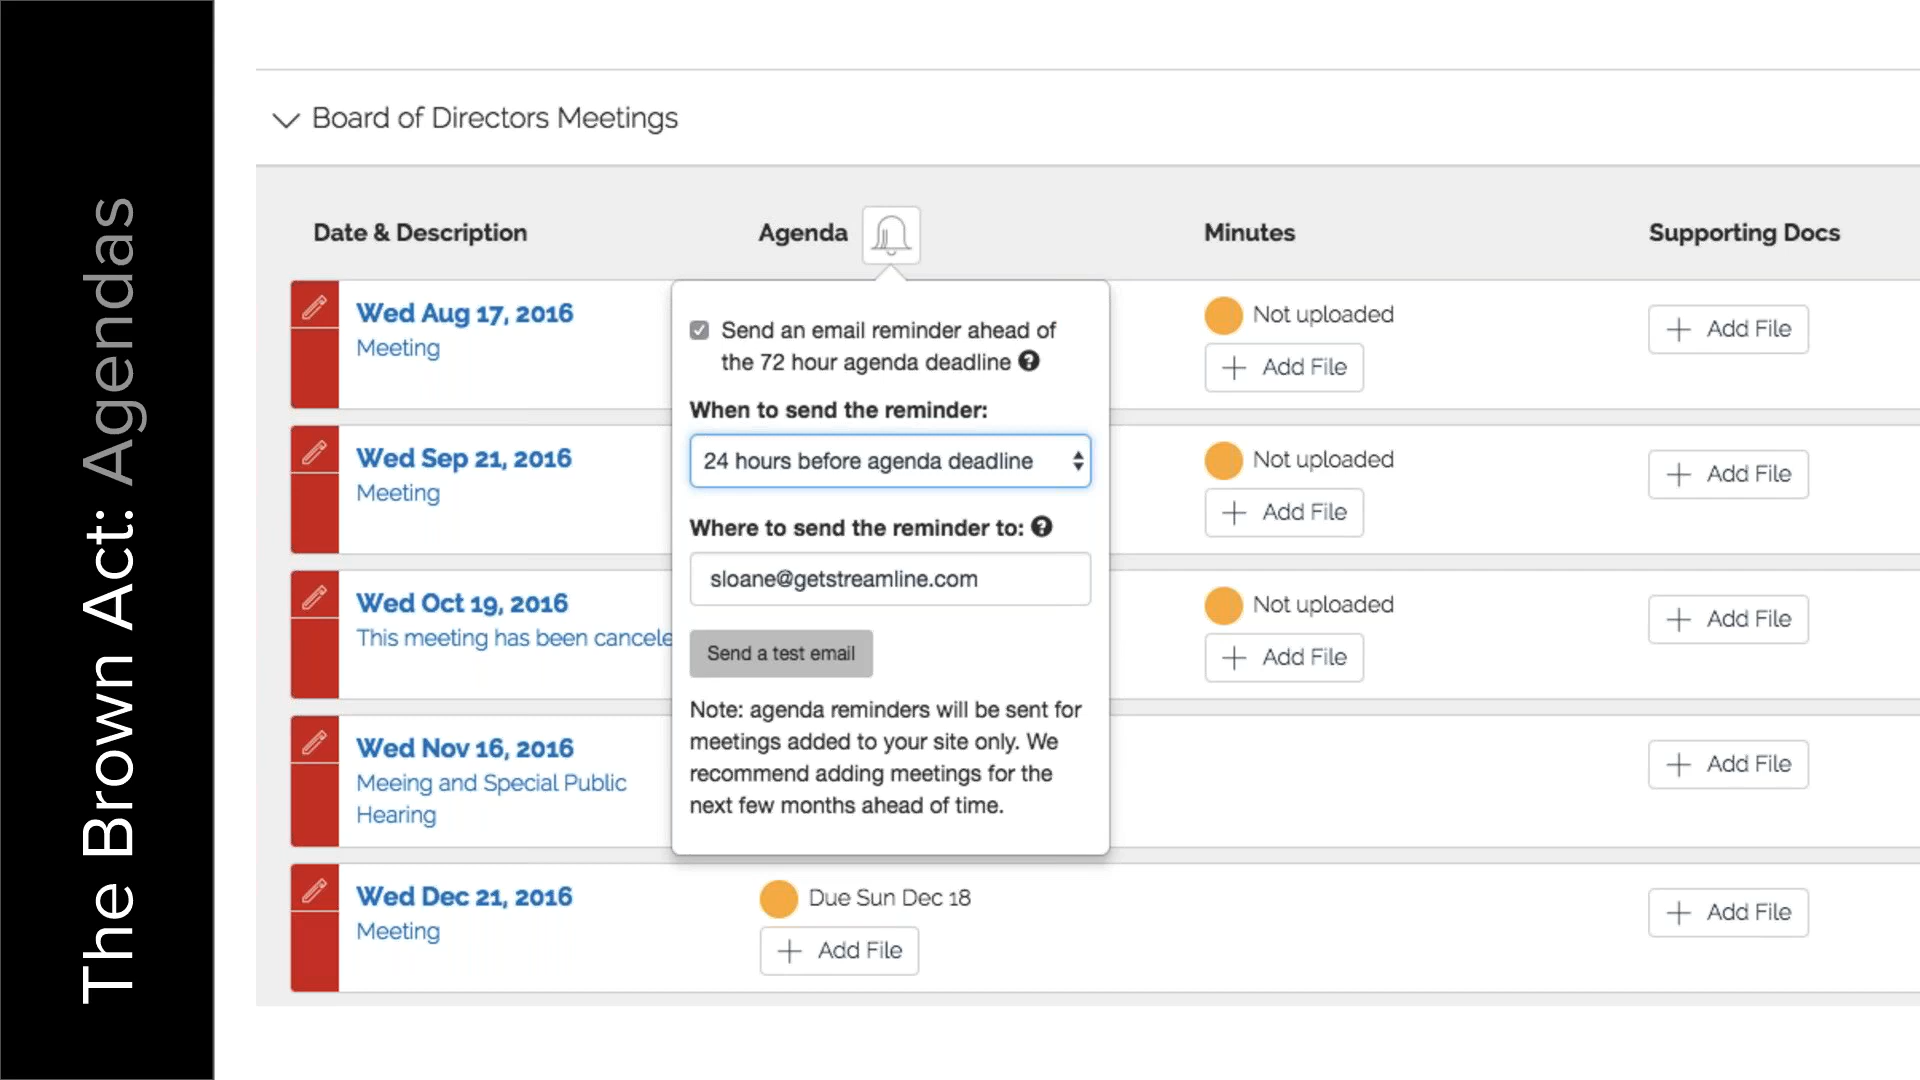 The Brown Act: Agendas
Board of Directors Meetings
Date & Description
Agenda
Minutes
Supporting Docs
Wed Aug 17, 2016
Meeting
Not uploaded
Add File
Add File
Wed Sep 21, 2016
Meeting
Not uploaded
Add File
Add File
Wed Oct 19, 2016
This meeting has been cancele
Not uploaded
Add File
Add File
Wed Nov 16, 2016
Meeing and Special Public
Hearing
Add File
Wed Dec 21, 2016
Meeting
Due Sun Dec 18
Add File
Add File
Send an email reminder ahead of
the 72 hour agenda deadline ?
When to send the reminder:
24 hours before agenda deadline
Where to send the reminder to: ?
sloane@getstreamline.com
Send a test email
Note: agenda reminders will be sent for
meetings added to your site only. We
recommend adding meetings for the
next few months ahead of time.